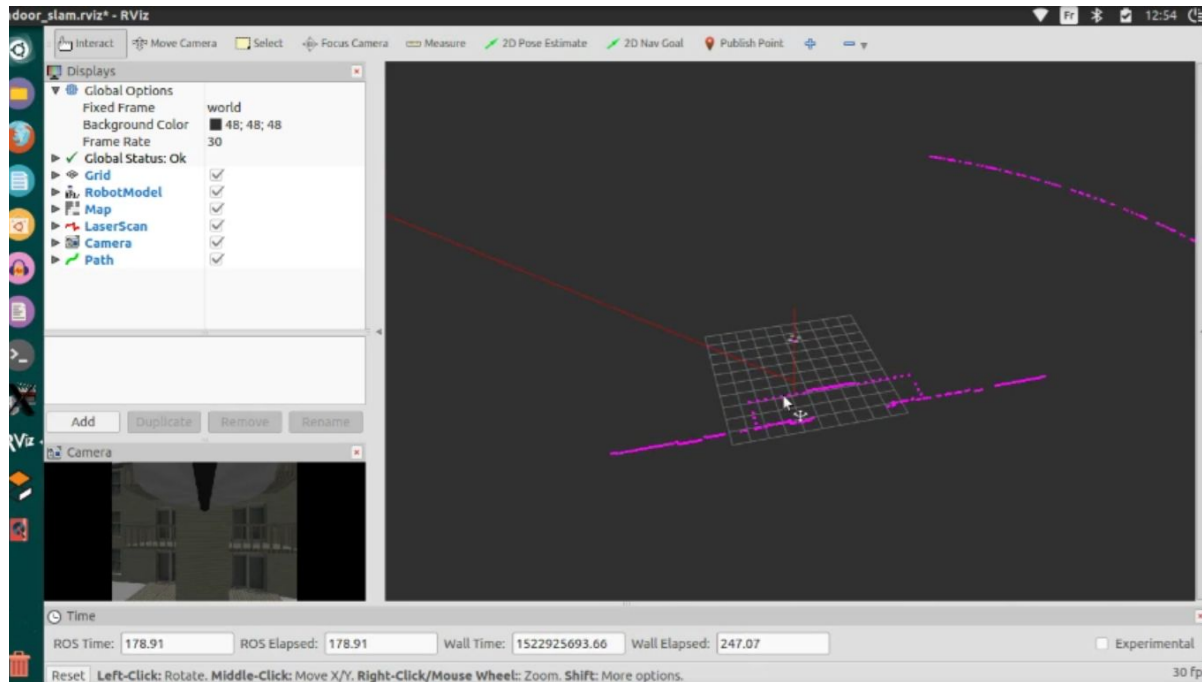 door_slam.rviz* - RViz
Fr
12:54
Interact Move Camera Select Focus Camera Measure 2D Pose Estimate 2D Nav Goal Publish Point
Displays
Global Options
Fixed Frame world
Background Color 48; 48; 48
Frame Rate 30
Global Status: Ok
Grid
RobotModel
Map
LaserScan
Camera
Path
Add Duplicate Remove Rename
RViz
Camera
Time
ROS Time: 178.91 ROS Elapsed: 178.91 Wall Time: 1522925693.66 Wall Elapsed: 247.07 Experimental
Reset Left-Click: Rotate. Middle-Click: Move X/Y. Right-Click/Mouse Wheel: Zoom. Shift: More options. 30 fp